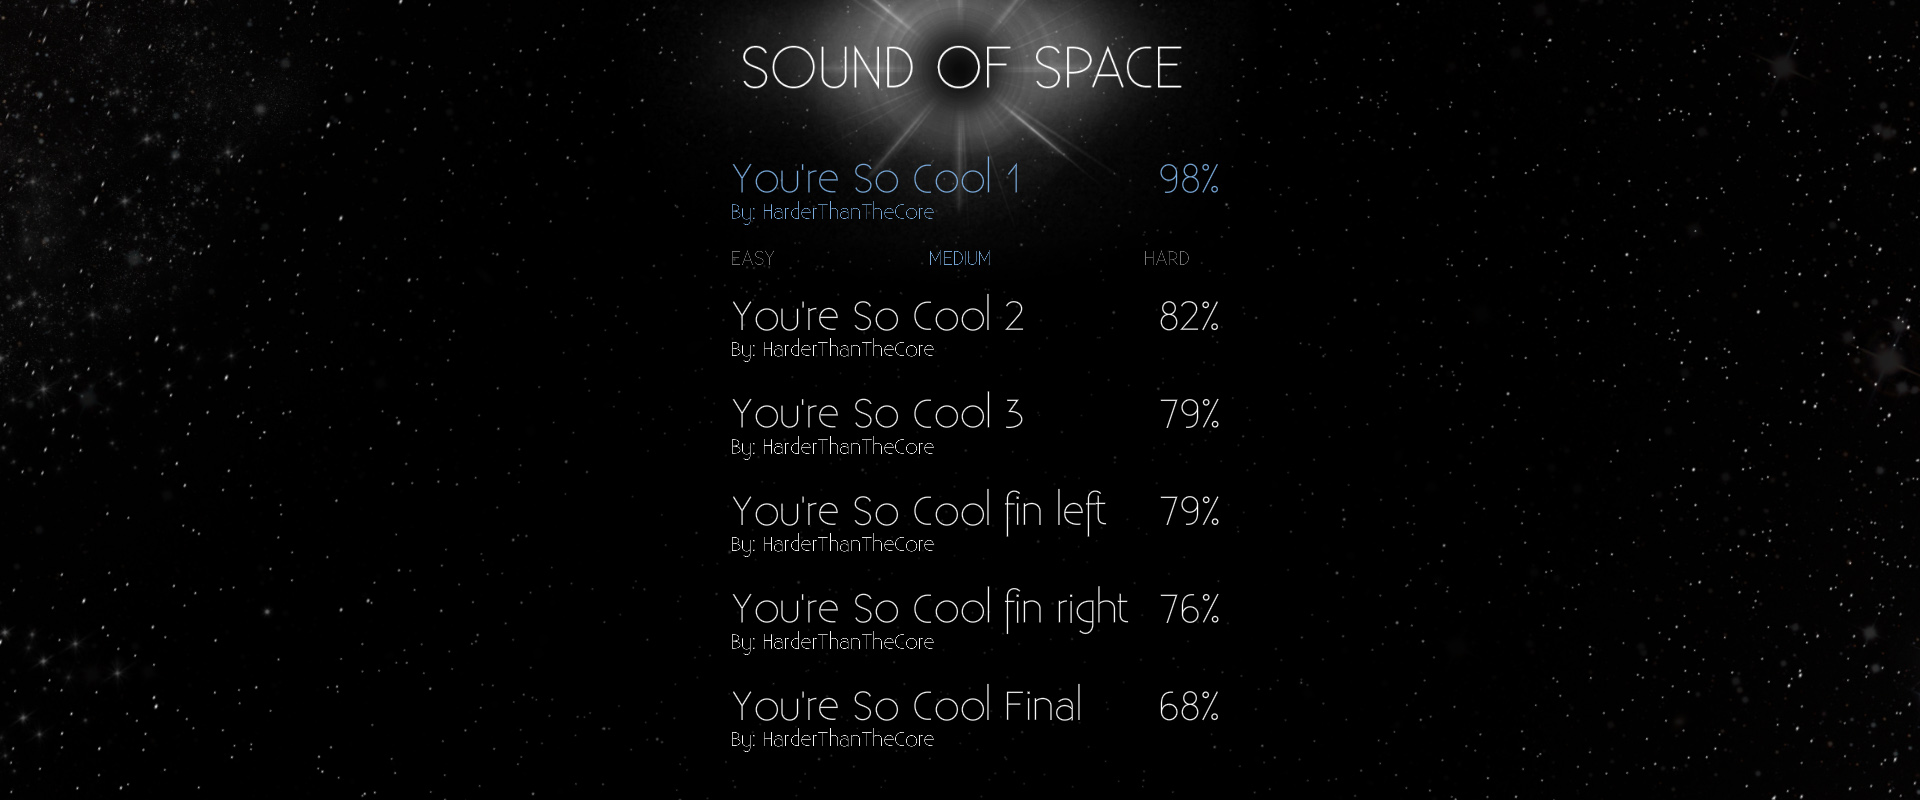 SOUND OF SPACE
You're So Cool 1 98%
By: HarderThanTheCore
EASY MEDIUM HARD
You're So Cool 2 82%
By: HarderThanTheCore
You're So Cool 3 79%
By: HarderThanTheCore
You're So Cool fin left 79%
By: HarderThanTheCore
You're So Cool fin right 76%
By: HarderThanTheCore
You're So Cool Final 68%
By: HarderThanTheCore